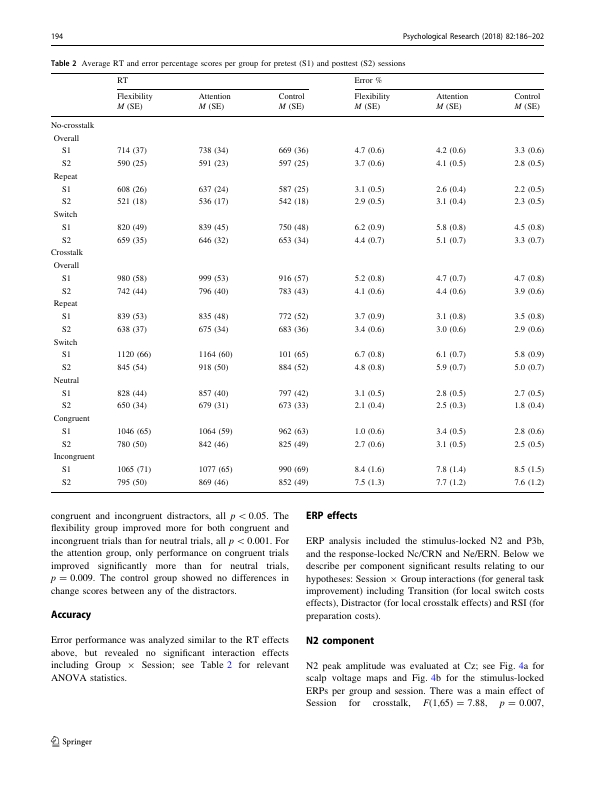 194
Psychological Research (2018) 82:186–202
Table 2 Average RT and error percentage scores per group for pretest (S1) and posttest (S2) sessions
RT Error %
Flexibility Attention Control Flexibility Attention Control
M (SE) M (SE) M (SE) M (SE) M (SE) M (SE)
No-crosstalk
Overall
S1 714 (37) 738 (34) 669 (36) 4.7 (0.6) 4.2 (0.6) 3.3 (0.6)
S2 590 (25) 591 (23) 597 (25) 3.7 (0.6) 4.1 (0.5) 2.8 (0.5)
Repeat
S1 608 (26) 637 (24) 587 (25) 3.1 (0.5) 2.6 (0.4) 2.2 (0.5)
S2 521 (18) 536 (17) 542 (18) 2.9 (0.5) 3.1 (0.4) 2.3 (0.5)
Switch
S1 820 (49) 839 (45) 750 (48) 6.2 (0.9) 5.8 (0.8) 4.5 (0.8)
S2 659 (35) 646 (32) 653 (34) 4.4 (0.7) 5.1 (0.7) 3.3 (0.7)
Crosstalk
Overall
S1 980 (58) 999 (53) 916 (57) 5.2 (0.8) 4.7 (0.7) 4.7 (0.8)
S2 742 (44) 796 (40) 783 (43) 4.1 (0.6) 4.4 (0.6) 3.9 (0.6)
Repeat
S1 839 (53) 835 (48) 772 (52) 3.7 (0.9) 3.1 (0.8) 3.5 (0.8)
S2 638 (37) 675 (34) 683 (36) 3.4 (0.6) 3.0 (0.6) 2.9 (0.6)
Switch
S1 1120 (66) 1164 (60) 101 (65) 6.7 (0.8) 6.1 (0.7) 5.8 (0.9)
S2 845 (54) 918 (50) 884 (52) 4.8 (0.8) 5.9 (0.7) 5.0 (0.7)
Neutral
S1 828 (44) 857 (40) 797 (42) 3.1 (0.5) 2.8 (0.5) 2.7 (0.5)
S2 650 (34) 679 (31) 673 (33) 2.1 (0.4) 2.5 (0.3) 1.8 (0.4)
Congruent
S1 1046 (65) 1064 (59) 962 (63) 1.0 (0.6) 3.4 (0.5) 2.8 (0.6)
S2 780 (50) 842 (46) 825 (49) 2.7 (0.6) 3.1 (0.5) 2.5 (0.5)
Incongruent
S1 1065 (71) 1077 (65) 990 (69) 8.4 (1.6) 7.8 (1.4) 8.5 (1.5)
S2 795 (50) 869 (46) 852 (49) 7.5 (1.3) 7.7 (1.2) 7.6 (1.2)
congruent and incongruent distractors, all p < 0.05. The
flexibility group improved more for both congruent and
incongruent trials than for neutral trials, all p < 0.001. For
the attention group, only performance on congruent trials
improved significantly more than for neutral trials,
p = 0.009. The control group showed no differences in
change scores between any of the distractors.
Accuracy
Error performance was analyzed similar to the RT effects
above, but revealed no significant interaction effects
including Group × Session; see Table 2 for relevant
ANOVA statistics.
ERP effects
ERP analysis included the stimulus-locked N2 and P3b,
and the response-locked Nc/CRN and Ne/ERN. Below we
describe per component significant results relating to our
hypotheses: Session × Group interactions (for general task
improvement) including Transition (for local switch costs
effects), Distractor (for local crosstalk effects) and RSI (for
preparation costs).
N2 component
N2 peak amplitude was evaluated at Cz; see Fig. 4a for
scalp voltage maps and Fig. 4b for the stimulus-locked
ERPs per group and session. There was a main effect of
Session for crosstalk, F(1,65) = 7.88, p = 0.007,
Springer